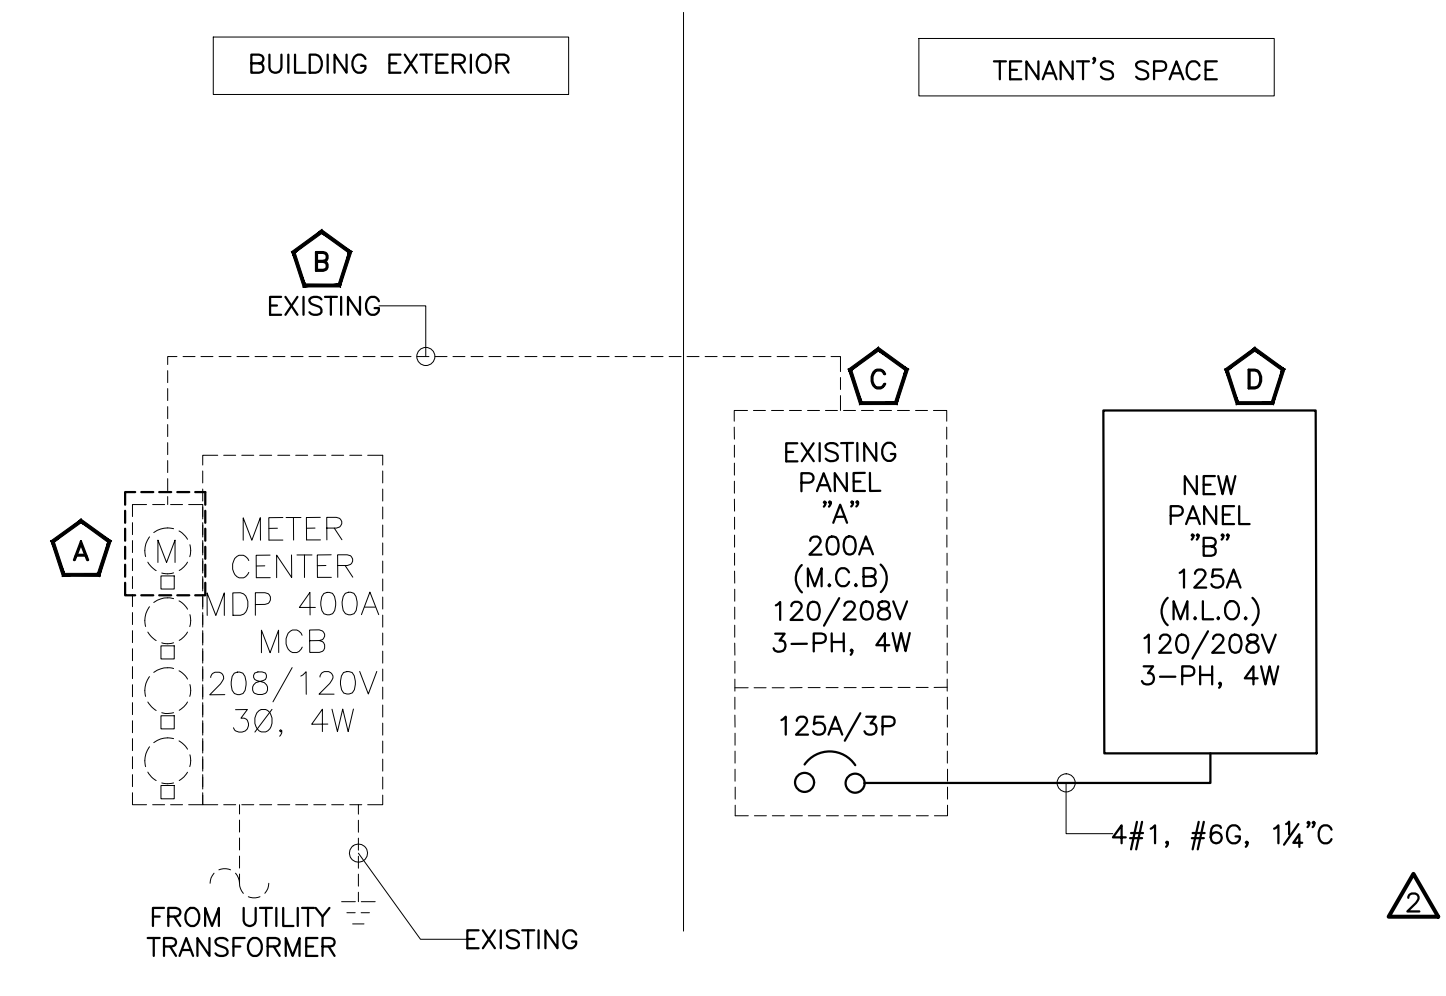 BUILDING EXTERIOR
TENANT'S SPACE
B
EXISTING
C
D
A
M
METER
CENTER
MDP 400A
MCB
208/120V
3Ø, 4W
EXISTING
PANEL
"A"
200A
(M.C.B)
120/208V
3-PH, 4W
125A/3P
NEW
PANEL
"B"
125A
(M.L.O.)
120/208V
3-PH, 4W
4#1, #6G, 1¼"C
2
FROM UTILITY
TRANSFORMER
EXISTING